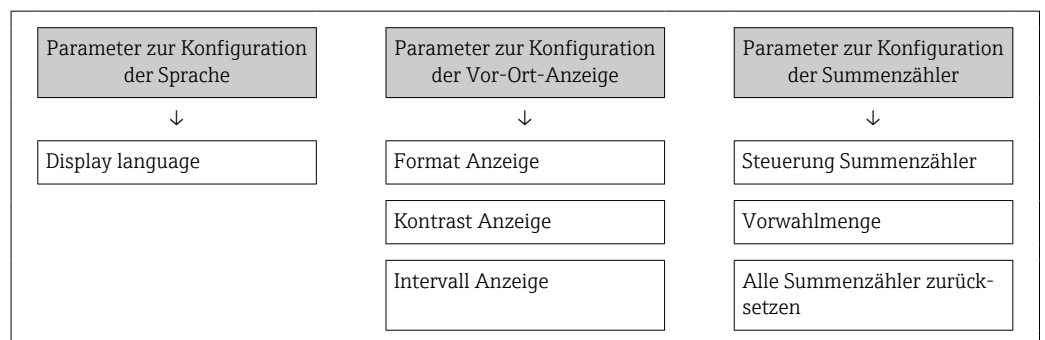 Parameter zur Konfiguration
der Sprache
↓
Display language
Parameter zur Konfiguration
der Vor-Ort-Anzeige
↓
Format Anzeige
Kontrast Anzeige
Intervall Anzeige
Parameter zur Konfiguration
der Summenzähler
↓
Steuerung Summenzähler
Vorwahlmenge
Alle Summenzähler zurück-
setzen